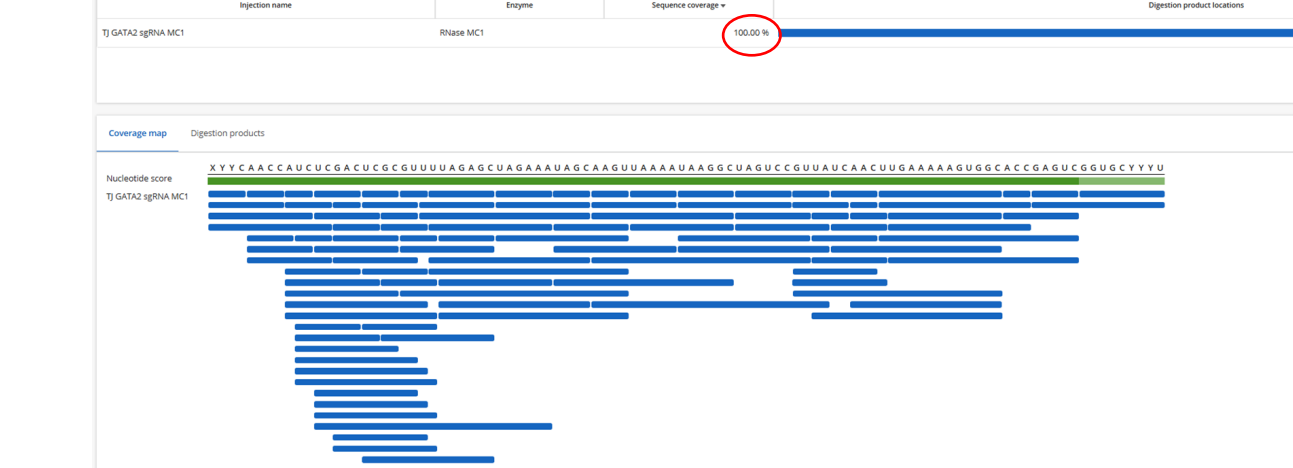 Injection name Enzyme Sequence coverage Digestion product locations
TJ GATA2 sgRNA MC1 RNase MC1 100.00 %
Coverage map Digestion products
X Y Y C A A C C A U C U C G A C U C G C G U U U U A G A G C U A G A A A U A G C A A G U U A A A A U A A G G C U A G U C C G U U A U C A A C U U G A A A A A G U G G C A C C G A G U C G G U G C Y Y Y U
Nucleotide score
TJ GATA2 sgRNA MC1